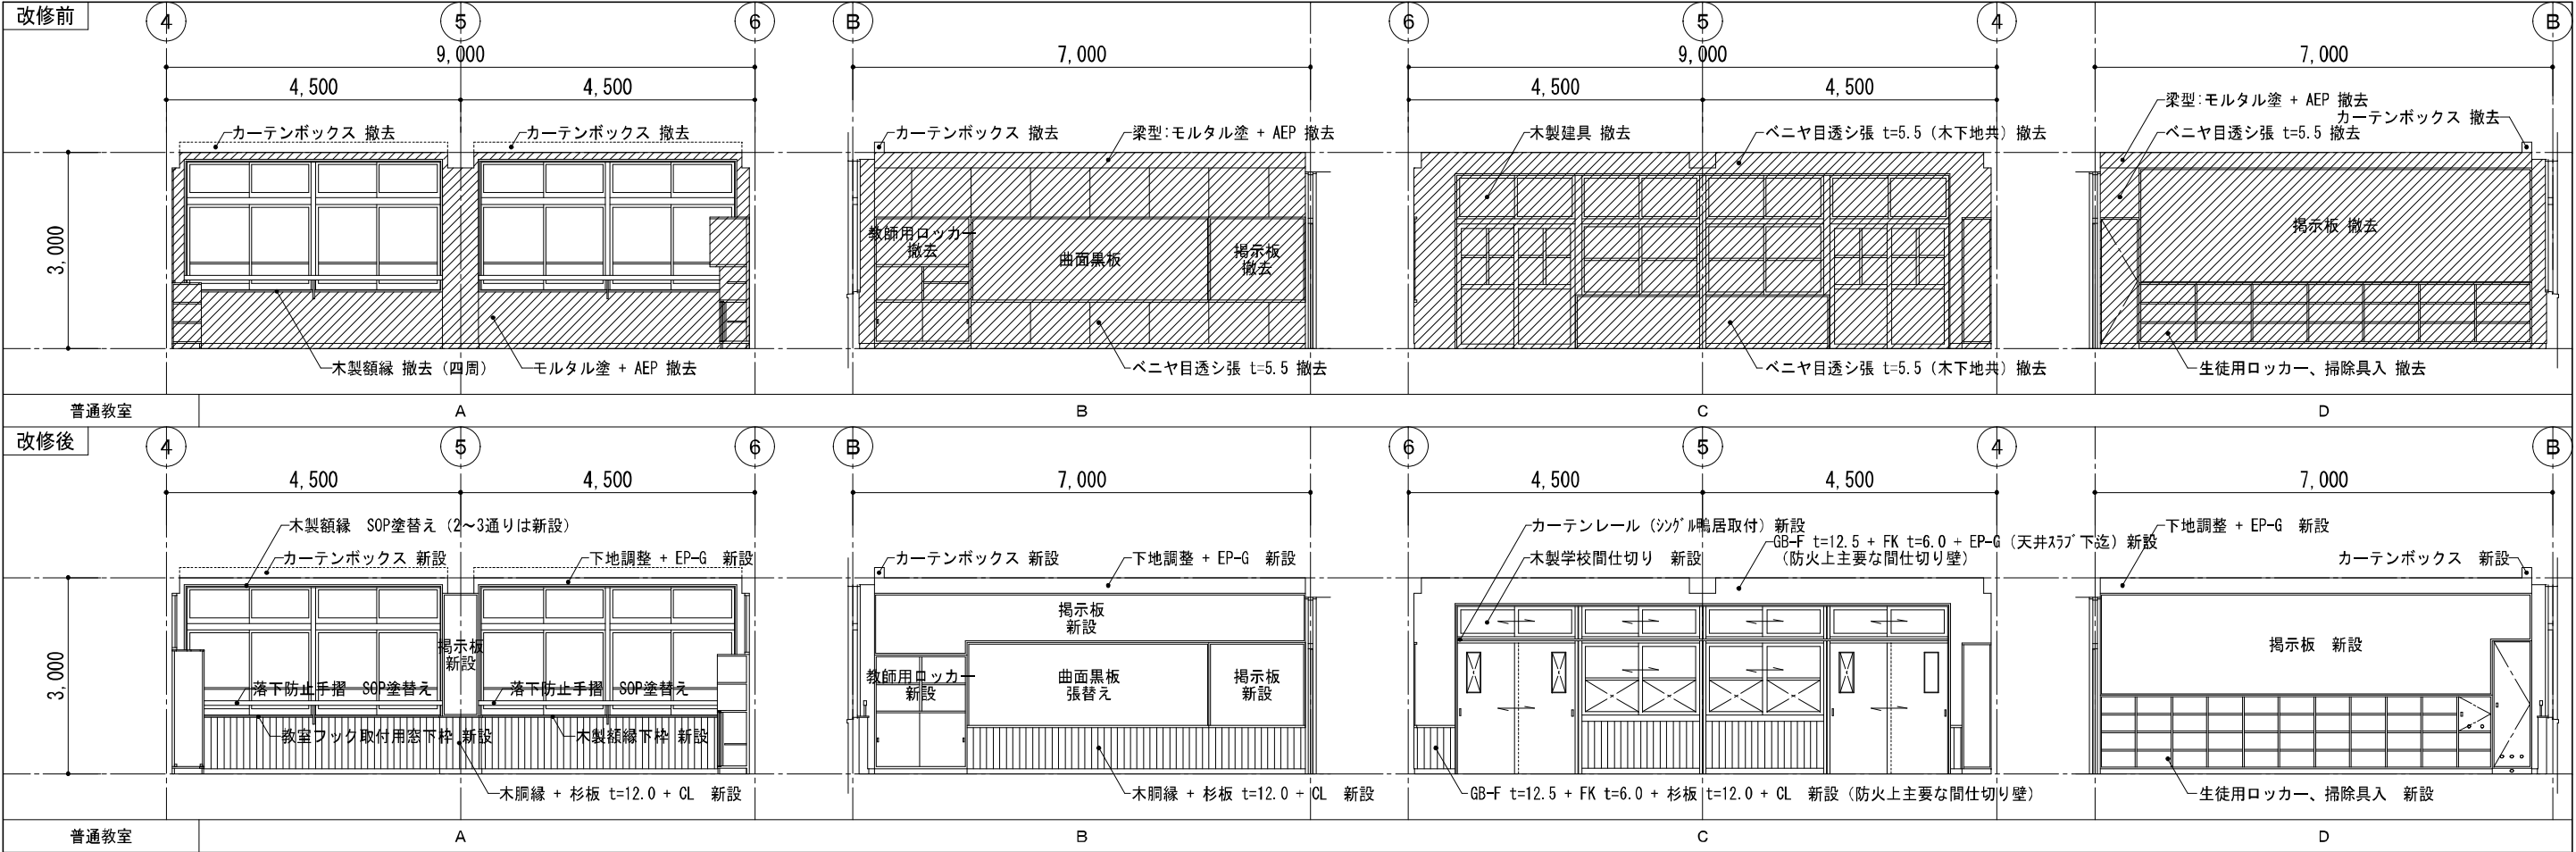 改修前
4 5 6 B 6 5 4 B
9,000 7,000 9,000 7,000
4,500 4,500 4,500 4,500
カーテンボックス 撤去
カーテンボックス 撤去
3,000
木製額縁 撤去 (四周)
モルタル塗 + AEP 撤去
カーテンボックス 撤去
梁型:モルタル塗 + AEP 撤去
教師用ロッカー
撤去
曲面黒板
掲示板
撤去
ベニヤ目透シ張 t=5.5 撤去
木製建具 撤去
ベニヤ目透シ張 t=5.5 (木下地共) 撤去
ベニヤ目透シ張 t=5.5 (木下地共) 撤去
梁型:モルタル塗 + AEP 撤去
カーテンボックス 撤去
ベニヤ目透シ張 t=5.5 撤去
掲示板 撤去
生徒用ロッカー、掃除具入 撤去
普通教室 A B C D
改修後
4 5 6 B 6 5 4 B
4,500 4,500 7,000 4,500 4,500 7,000
木製額縁 SOP塗替え (2~3通りは新設)
カーテンボックス 新設
下地調整 + EP-G 新設
3,000
掲示板
新設
落下防止手摺 SOP塗替え
落下防止手摺 SOP塗替え
教室フック取付用窓下枠 新設
木製額縁下枠 新設
木胴縁 + 杉板 t=12.0 + CL 新設
カーテンボックス 新設
下地調整 + EP-G 新設
掲示板
新設
教師用ロッカー
新設
曲面黒板
張替え
掲示板
新設
木胴縁 + 杉板 t=12.0 + CL 新設
カーテンレール (シングル鴨居取付) 新設
GB-F t=12.5 + FK t=6.0 + EP-G (天井スラブ下迄) 新設
(防火上主要な間仕切り壁)
木製学校間仕切り 新設
GB-F t=12.5 + FK t=6.0 + 杉板 t=12.0 + CL 新設 (防火上主要な間仕切り壁)
下地調整 + EP-G 新設
カーテンボックス 新設
掲示板 新設
生徒用ロッカー、掃除具入 新設
普通教室 A B C D